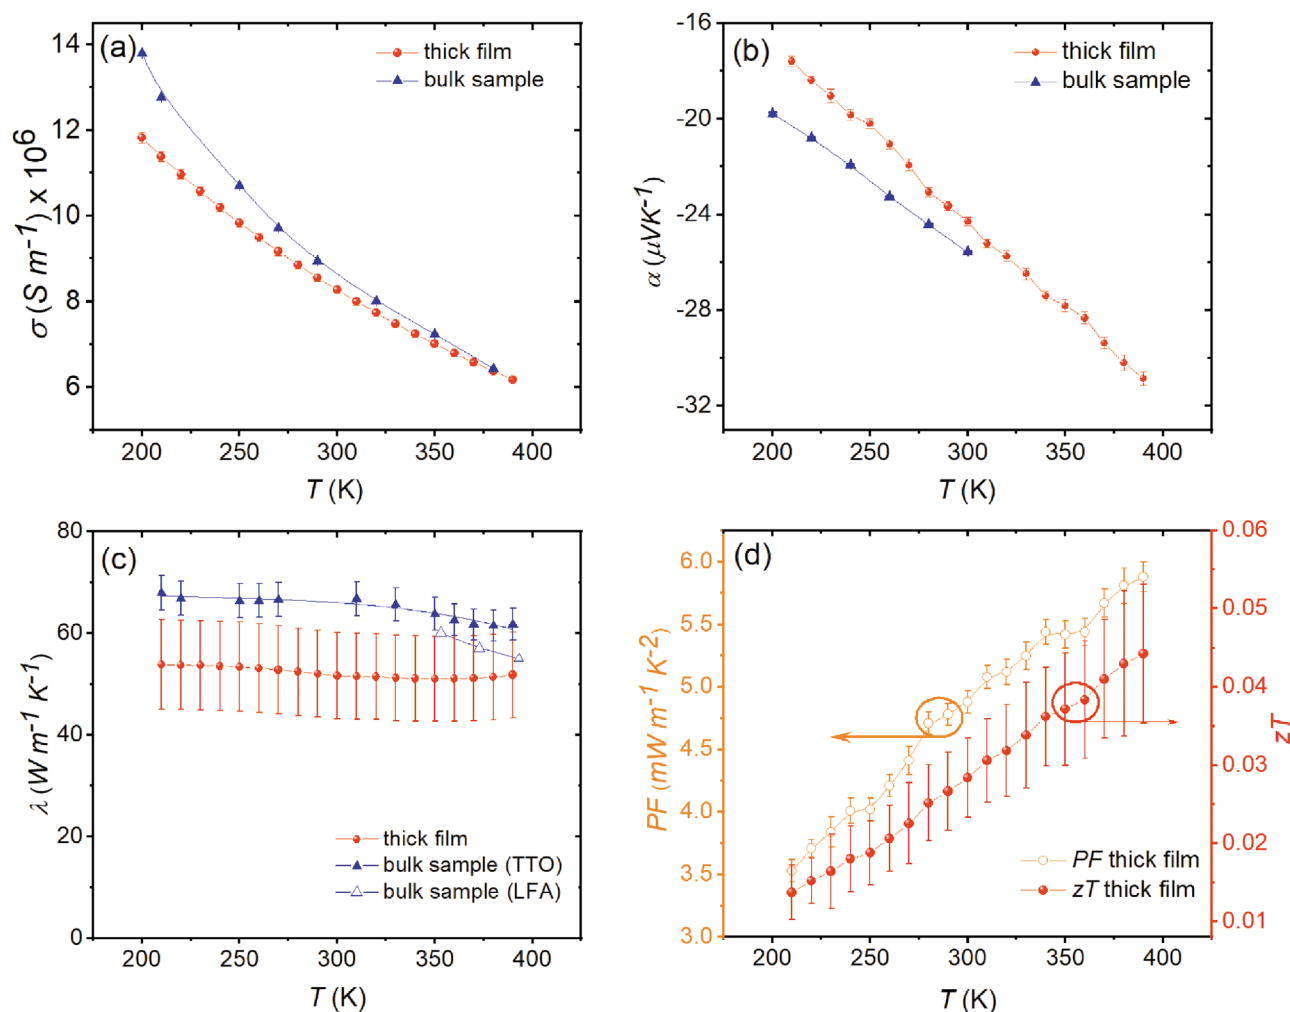 (a)
thick film
bulk sample
14
12
10
8
6
σ (S m⁻¹) x 10⁶
200
250
300
350
400
T (K)
(b)
thick film
bulk sample
-16
-20
-24
-28
-32
α (μVK⁻¹)
200
250
300
350
400
T (K)
(c)
80
60
40
20
0
λ (W m⁻¹ K⁻¹)
thick film
bulk sample (TTO)
bulk sample (LFA)
200
250
300
350
400
T (K)
(d)
6.0
5.5
5.0
4.5
4.0
3.5
3.0
PF (mW m⁻¹ K⁻²)
0.06
0.05
0.04
0.03
0.02
0.01
zT
PF thick film
zT thick film
200
250
300
350
400
T (K)